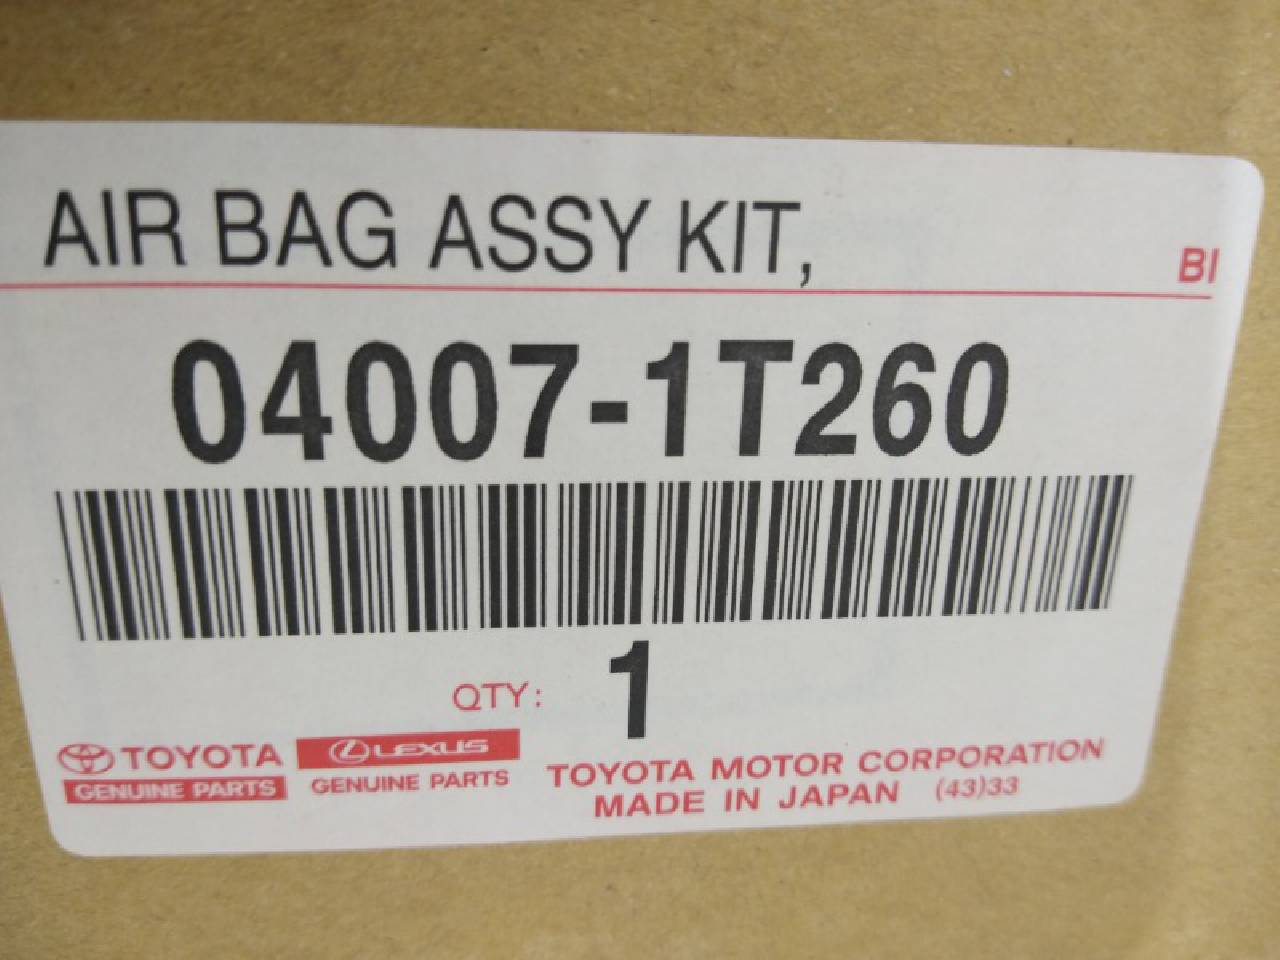 AIR BAG ASSY KIT,
BI
04007-1T260
QTY: 1
TOYOTA
GENUINE PARTS
LEXUS
GENUINE PARTS
TOYOTA MOTOR CORPORATION
MADE IN JAPAN (43)33